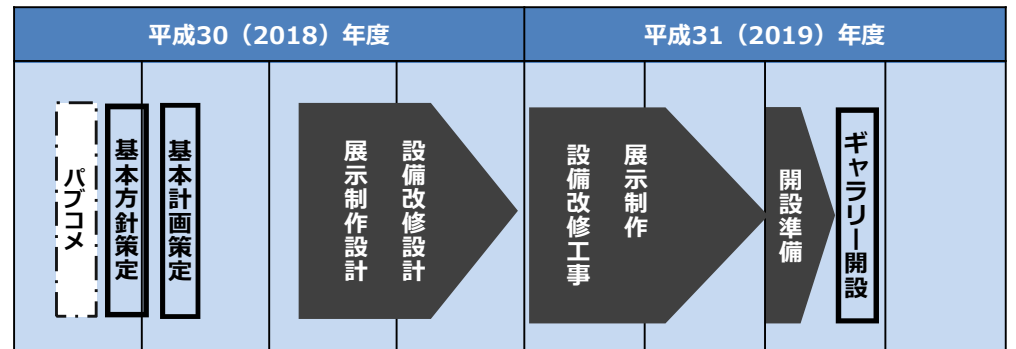 平成30（2018）年度
平成31（2019）年度
パブコメ
基本方針策定
基本計画策定
展示制作設計
設備改修設計
設備改修工事
展示制作
開設準備
ギャラリー開設